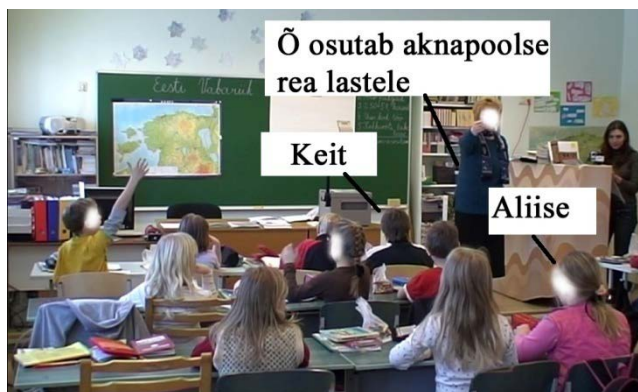 Õ osutab aknapoolse
rea lastele
Eesti Vabariik
Keit
Aliise